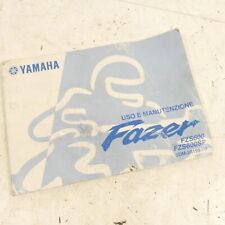 YAMAHA
USO E MANUTENZIONE
Fazer
FZS600
FZS600SP